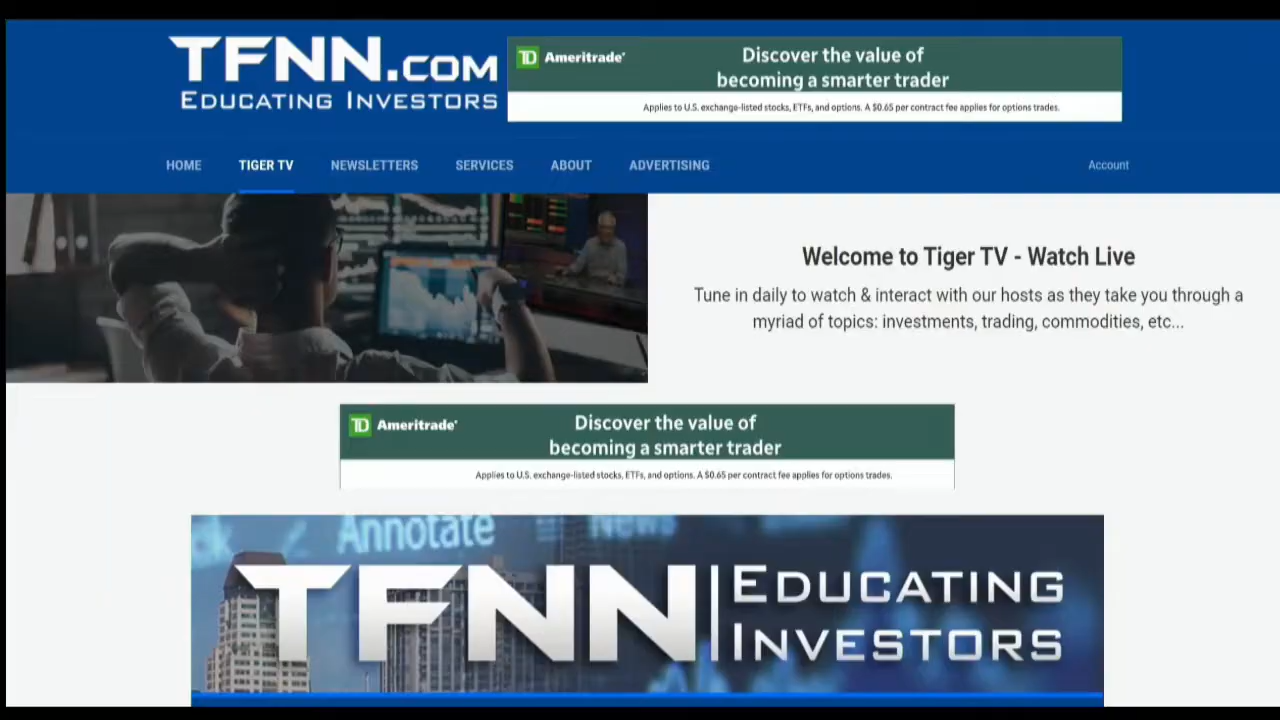 TFNN.COM
EDUCATING INVESTORS
TD Ameritrade
Discover the value of
becoming a smarter trader
Applies to U.S. exchange-listed stocks, ETFs, and options. A $0.65 per contract fee applies for options trades.
HOME TIGER TV NEWSLETTERS SERVICES ABOUT ADVERTISING Account
Welcome to Tiger TV - Watch Live
Tune in daily to watch & interact with our hosts as they take you through a
myriad of topics: investments, trading, commodities, etc...
TD Ameritrade
Discover the value of
becoming a smarter trader
Applies to U.S. exchange-listed stocks, ETFs, and options. A $0.65 per contract fee applies for options trades.
Annotate News
TFNN EDUCATING
INVESTORS